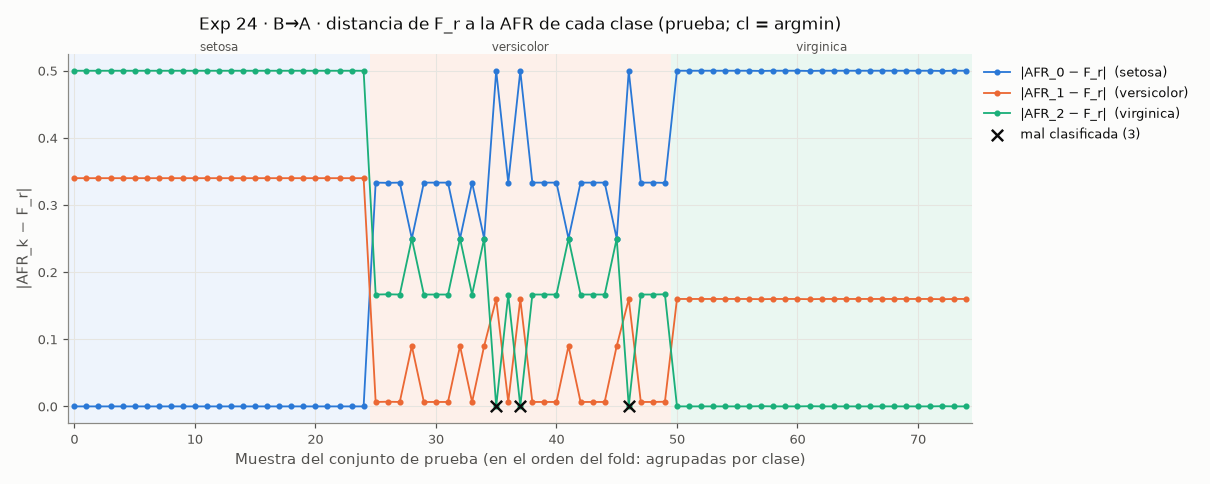 Exp 24 · B→A · distancia de F_r a la AFR de cada clase (prueba; cl = argmin)
setosa
versicolor
virginica
|AFR_k − F_r|
0.5
0.4
0.3
0.2
0.1
0.0
0
10
20
30
40
50
60
70
Muestra del conjunto de prueba (en el orden del fold: agrupadas por clase)
|AFR_0 − F_r| (setosa)
|AFR_1 − F_r| (versicolor)
|AFR_2 − F_r| (virginica)
mal clasificada (3)